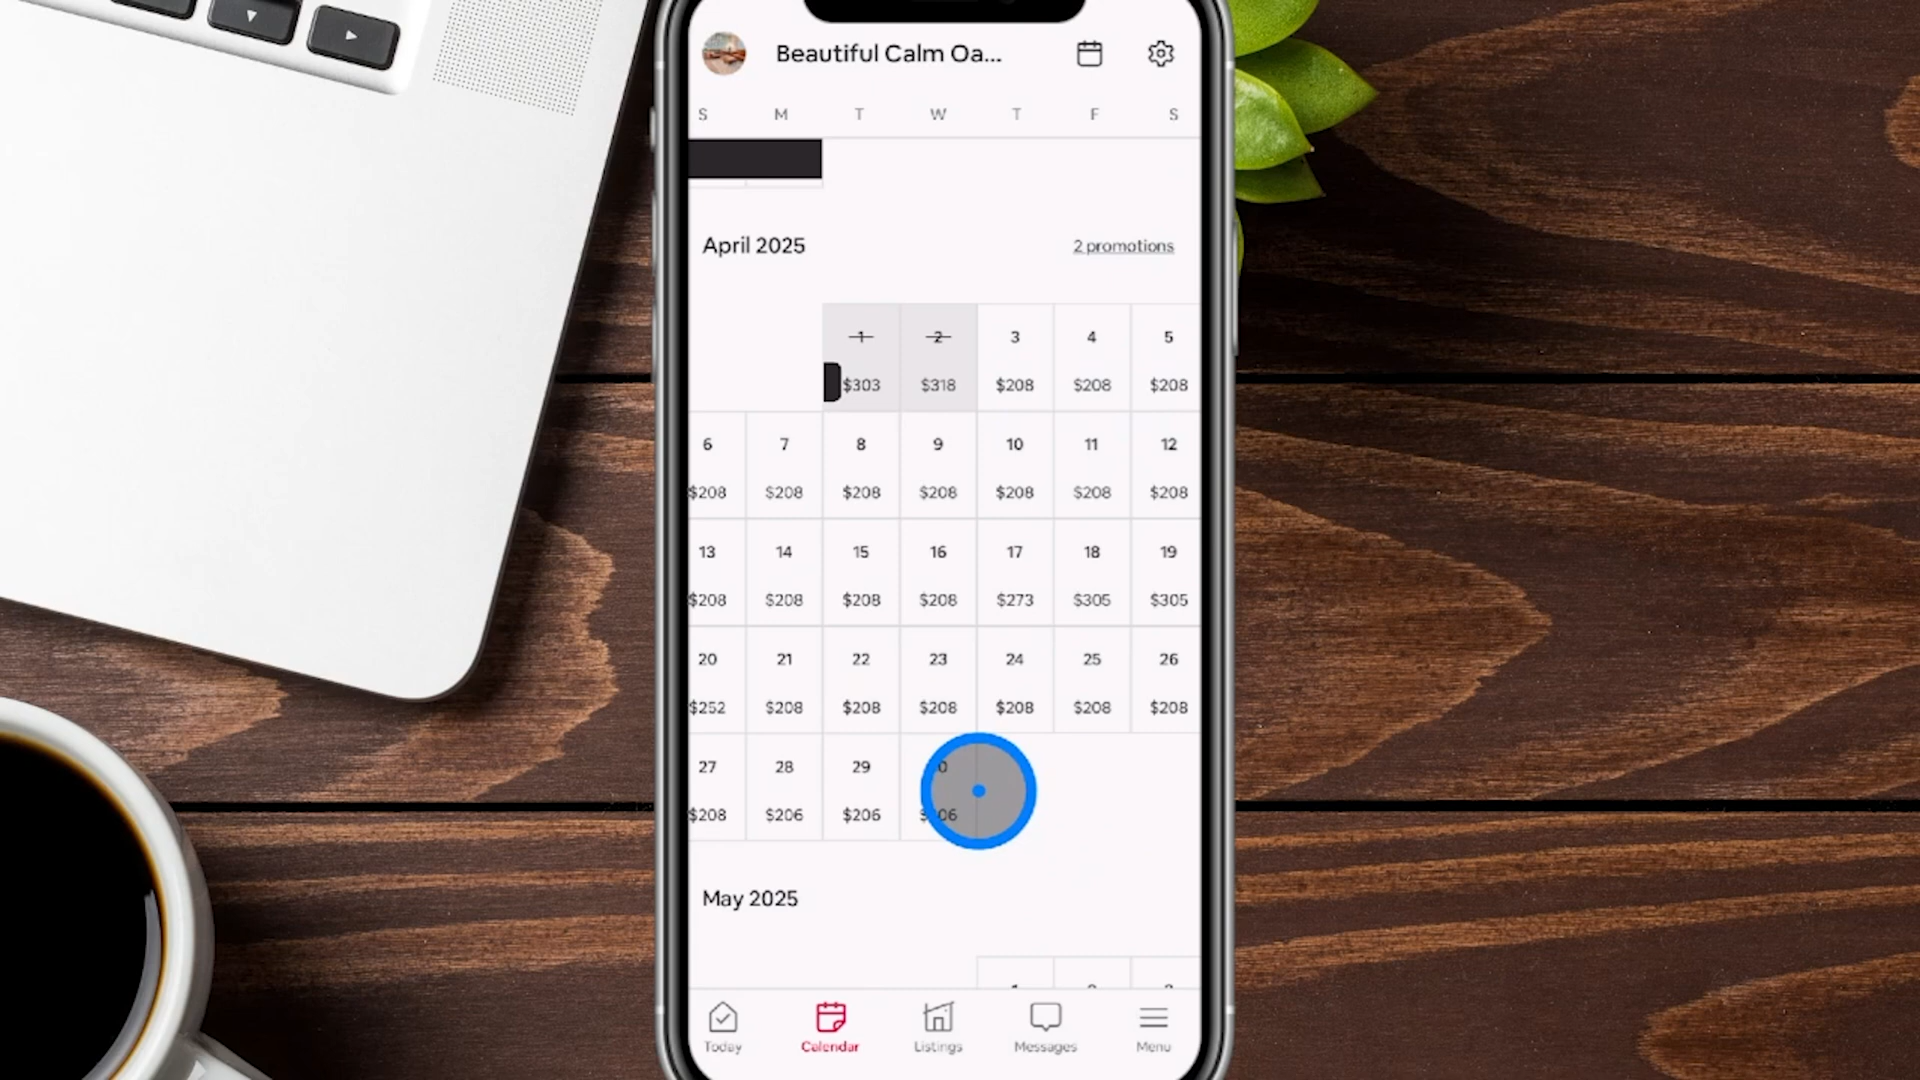 Beautiful Calm Oa...
S M T W T F S
April 2025 2 promotions
1 2 3 4 5
$303 $318 $208 $208 $208
6 7 8 9 10 11 12
$208 $208 $208 $208 $208 $208 $208
13 14 15 16 17 18 19
$208 $208 $208 $208 $273 $305 $305
20 21 22 23 24 25 26
$252 $208 $208 $208 $208 $208 $208
27 28 29
$208 $206 $206
May 2025
Today Calendar Listings Messages Menu